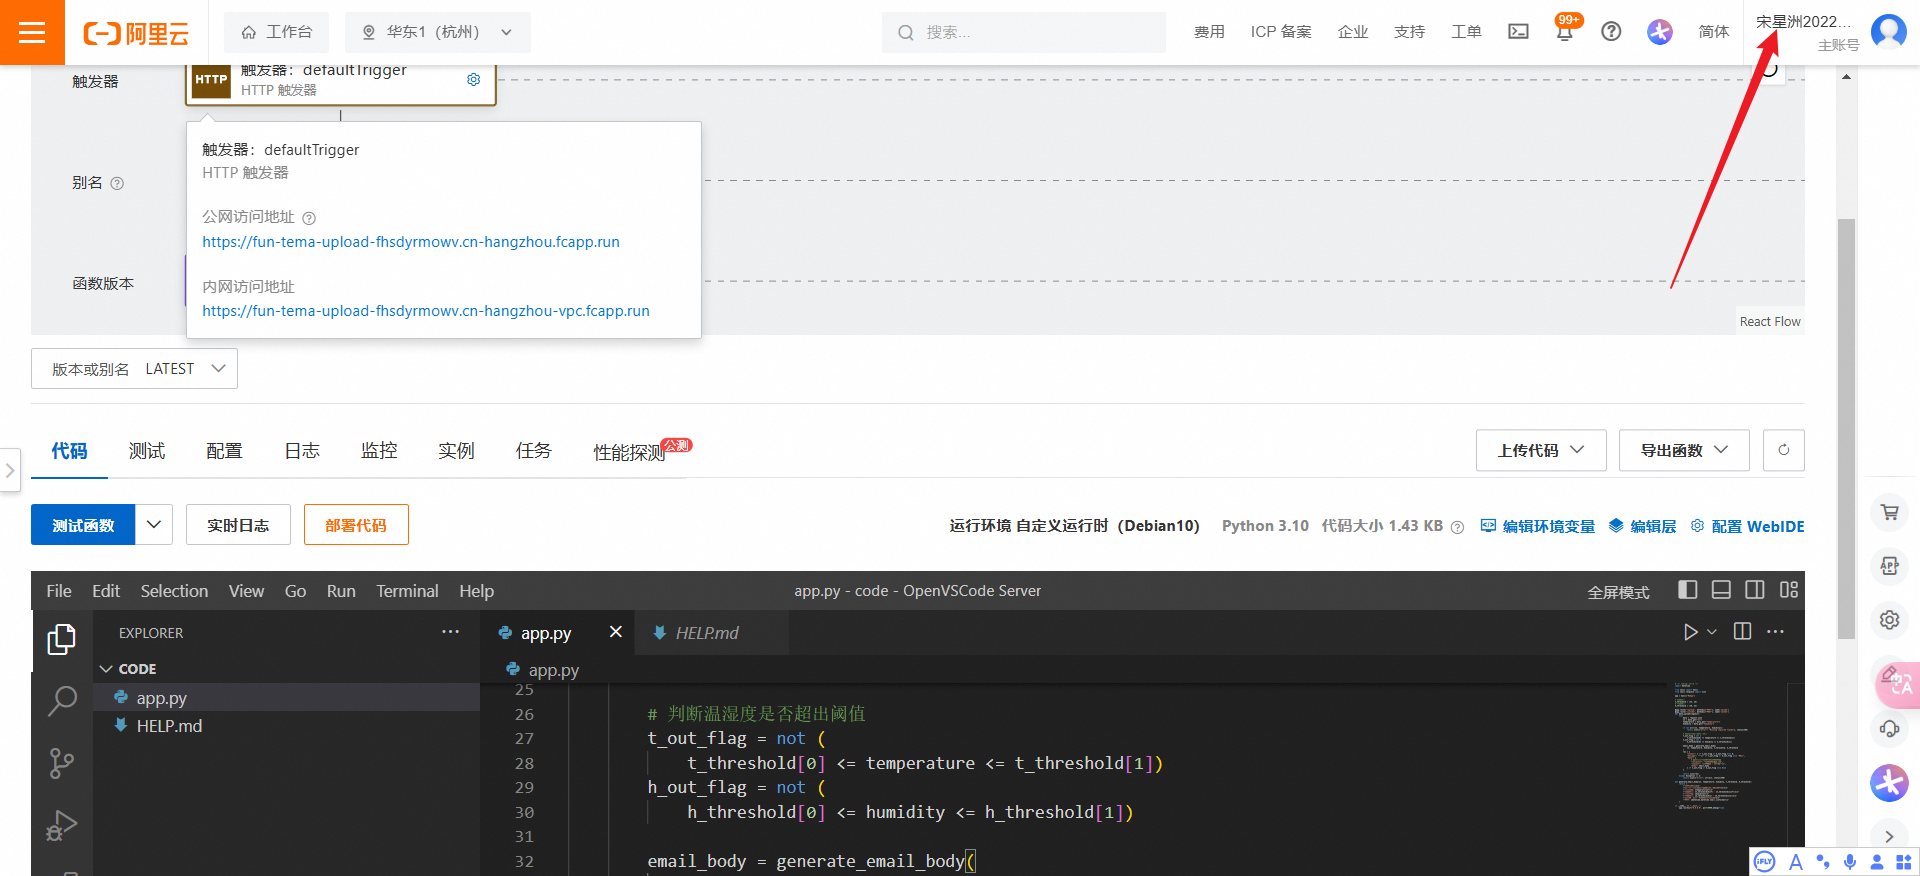 阿里云
工作台
华东1（杭州）
搜索...
费用
ICP 备案
企业
支持
工单
99+
简体
宋星洲2022...
主账号
触发器
HTTP
触发器：defaultTrigger
HTTP 触发器
触发器：defaultTrigger
HTTP 触发器
别名
公网访问地址
https://fun-tema-upload-fhsdyrmowv.cn-hangzhou.fcapp.run
函数版本
内网访问地址
https://fun-tema-upload-fhsdyrmowv.cn-hangzhou-vpc.fcapp.run
React Flow
版本或别名 LATEST
代码
测试
配置
日志
监控
实例
任务
性能探测
公测
上传代码
导出函数
测试函数
实时日志
部署代码
运行环境 自定义运行时（Debian10）
Python 3.10
代码大小 1.43 KB
编辑环境变量
编辑层
配置 WebIDE
File
Edit
Selection
View
Go
Run
Terminal
Help
app.py - code - OpenVSCode Server
全屏模式
EXPLORER
app.py
HELP.md
CODE
app.py
app.py
HELP.md
25
26 # 判断温湿度是否超出阈值
27 t_out_flag = not (
28 t_threshold[0] <= temperature <= t_threshold[1])
29 h_out_flag = not (
30 h_threshold[0] <= humidity <= h_threshold[1])
31
32 email_body = generate_email_body(
API
iFLY
A